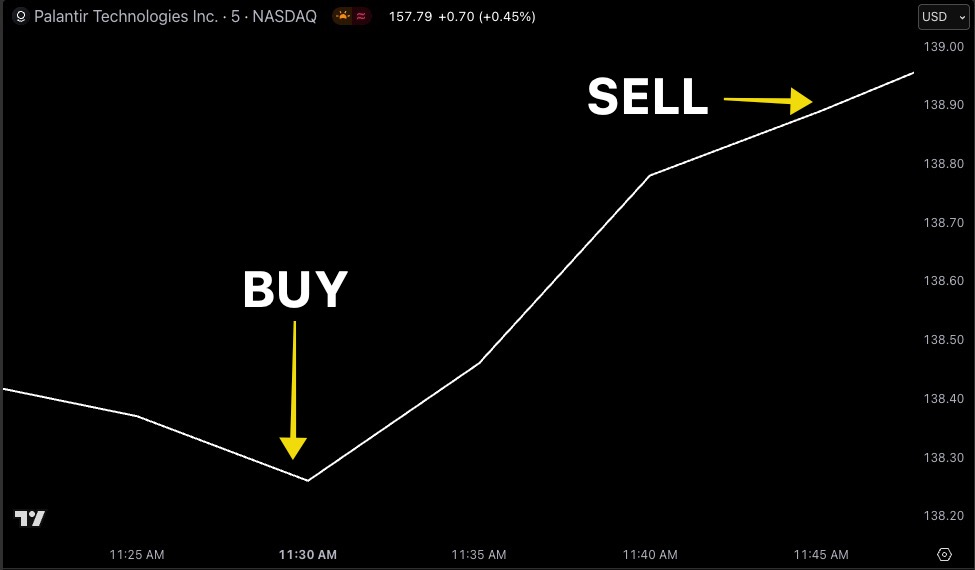 Palantir Technologies Inc. · 5 · NASDAQ 157.79 +0.70 (+0.45%) USD
139.00
SELL
138.90
138.80
138.70
BUY
138.60
138.50
138.40
138.30
138.20
11:25 AM 11:30 AM 11:35 AM 11:40 AM 11:45 AM